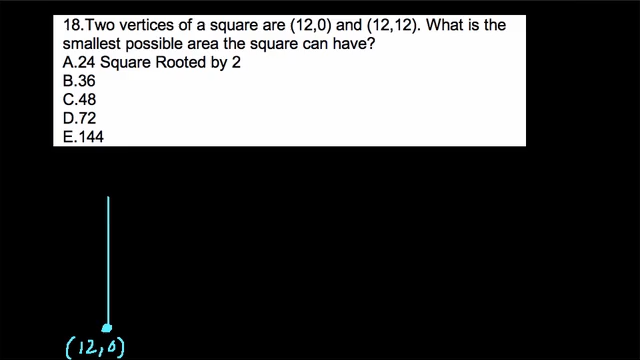 18.Two vertices of a square are (12,0) and (12,12). What is the
smallest possible area the square can have?
A.24 Square Rooted by 2
B.36
C.48
D.72
E.144
(12,0)